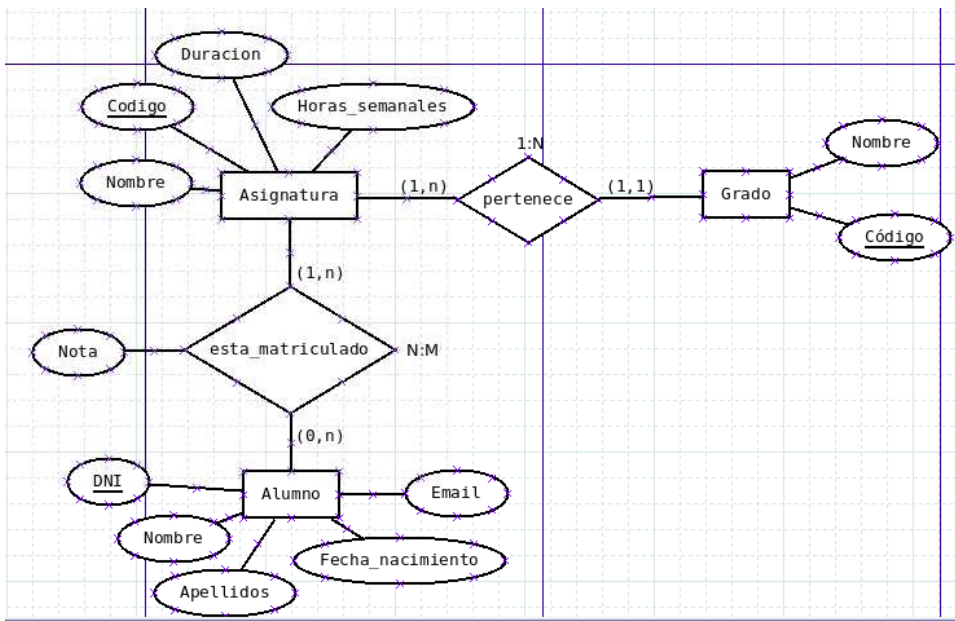 Duracion
Codigo
Horas_semanales
Nombre
Asignatura
(1,n)
1:N
pertenece
(1,1)
Grado
Nombre
Código
(1,n)
Nota
esta_matriculado
N:M
(0,n)
DNI
Alumno
Email
Nombre
Fecha_nacimiento
Apellidos